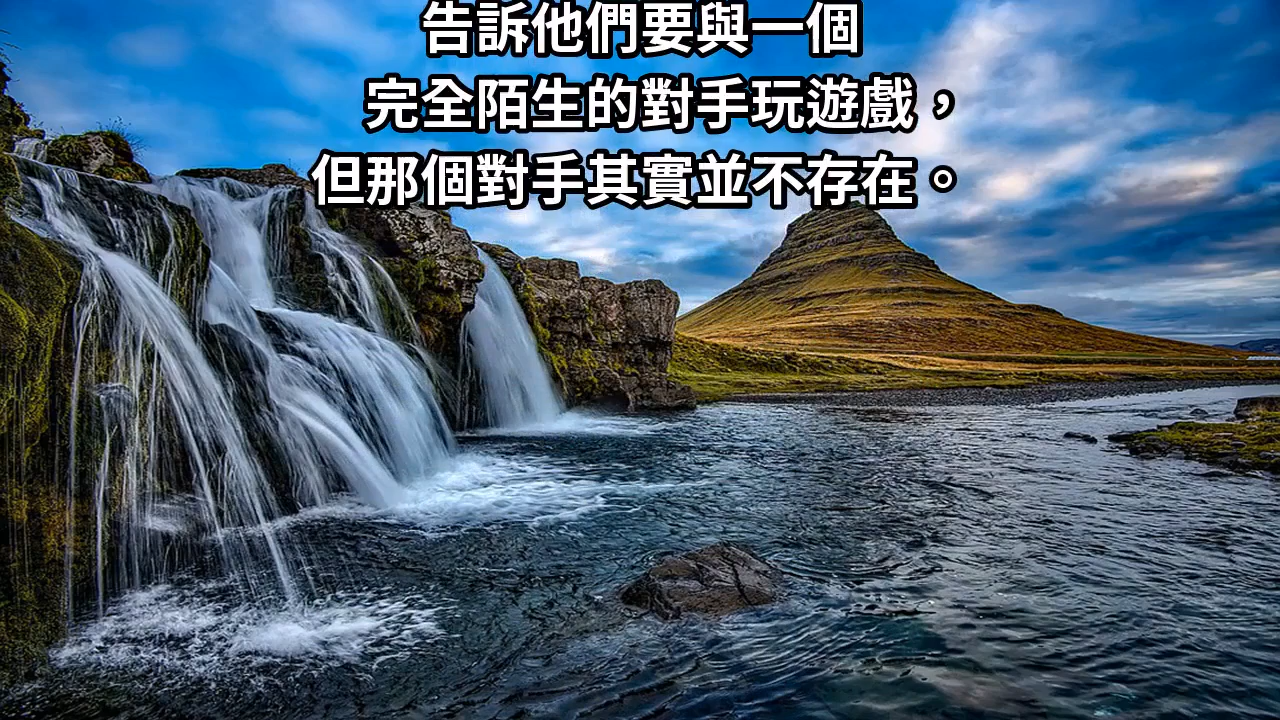 告訴他們要與一個
完全陌生的對手玩遊戲，
但那個對手其實並不存在。